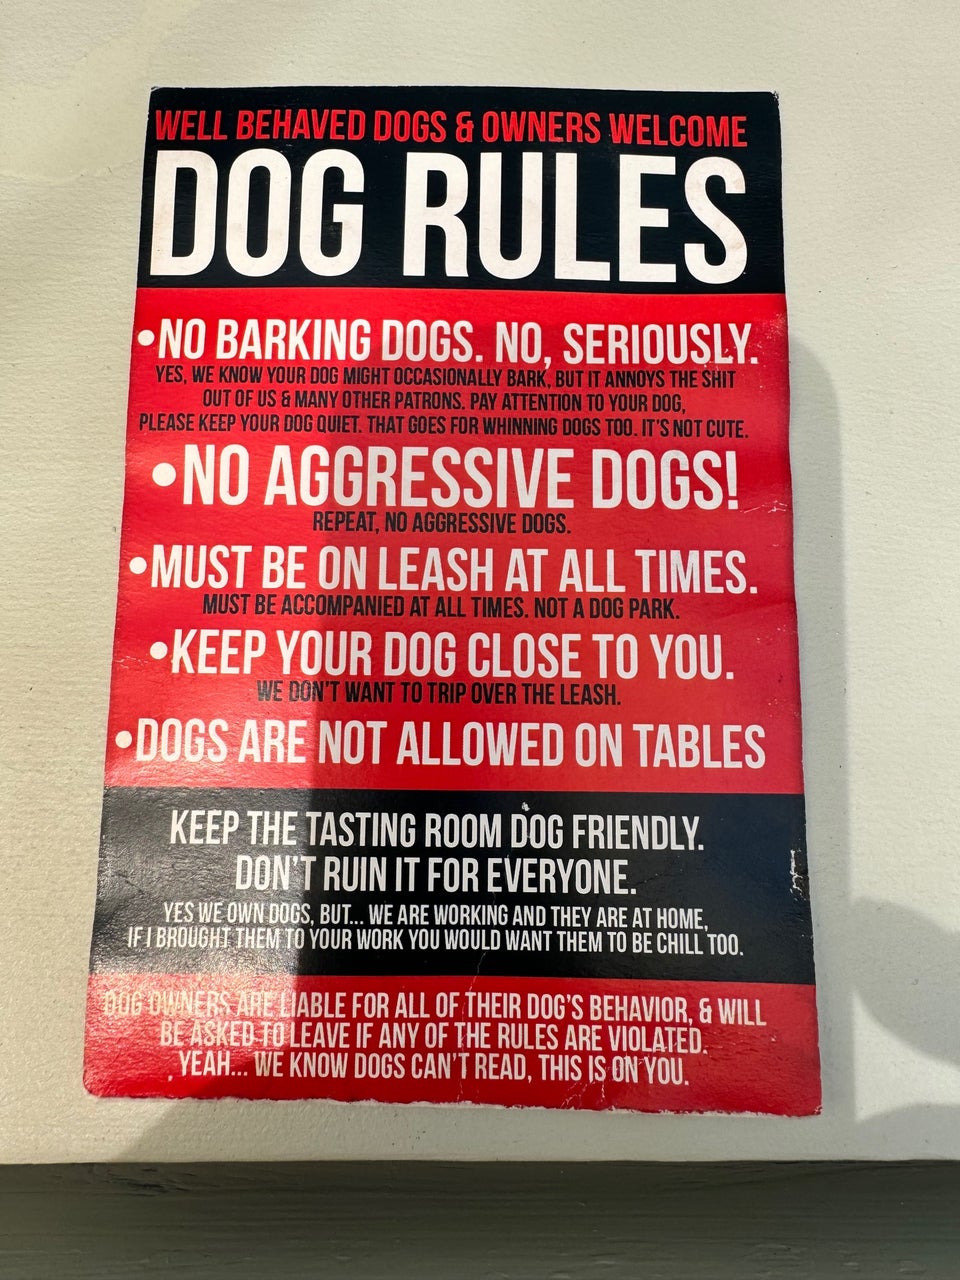 WELL BEHAVED DOGS & OWNERS WELCOME
DOG RULES
•NO BARKING DOGS. NO, SERIOUSLY.
YES, WE KNOW YOUR DOG MIGHT OCCASIONALLY BARK, BUT IT ANNOYS THE SHIT
OUT OF US & MANY OTHER PATRONS. PAY ATTENTION TO YOUR DOG,
PLEASE KEEP YOUR DOG QUIET. THAT GOES FOR WHINNING DOGS TOO. IT'S NOT CUTE.
•NO AGGRESSIVE DOGS!
REPEAT, NO AGGRESSIVE DOGS.
•MUST BE ON LEASH AT ALL TIMES.
MUST BE ACCOMPANIED AT ALL TIMES. NOT A DOG PARK.
•KEEP YOUR DOG CLOSE TO YOU.
WE DON'T WANT TO TRIP OVER THE LEASH.
•DOGS ARE NOT ALLOWED ON TABLES
KEEP THE TASTING ROOM DOG FRIENDLY.
DON'T RUIN IT FOR EVERYONE.
YES WE OWN DOGS, BUT... WE ARE WORKING AND THEY ARE AT HOME,
IF I BROUGHT THEM TO YOUR WORK YOU WOULD WANT THEM TO BE CHILL TOO.
DOG OWNERS ARE LIABLE FOR ALL OF THEIR DOG'S BEHAVIOR, & WILL
BE ASKED TO LEAVE IF ANY OF THE RULES ARE VIOLATED.
YEAH... WE KNOW DOGS CAN'T READ, THIS IS ON YOU.